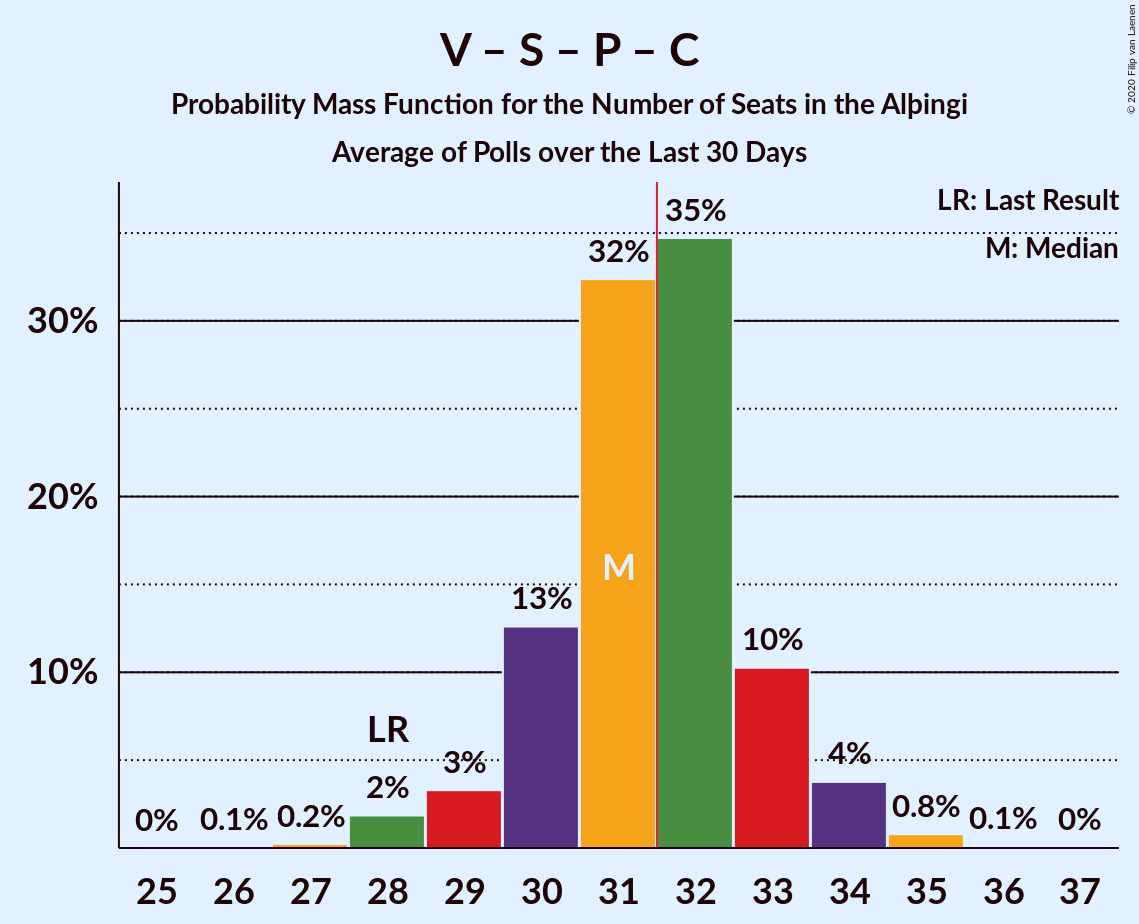 V – S – P – C
Probability Mass Function for the Number of Seats in the Alþingi
Average of Polls over the Last 30 Days
© 2020 Filip van Laenen
LR: Last Result
M: Median
30%
20%
10%
0%
0.1%
0.2%
LR
2%
3%
13%
32%
M
35%
10%
4%
0.8%
0.1%
0%
25 26 27 28 29 30 31 32 33 34 35 36 37